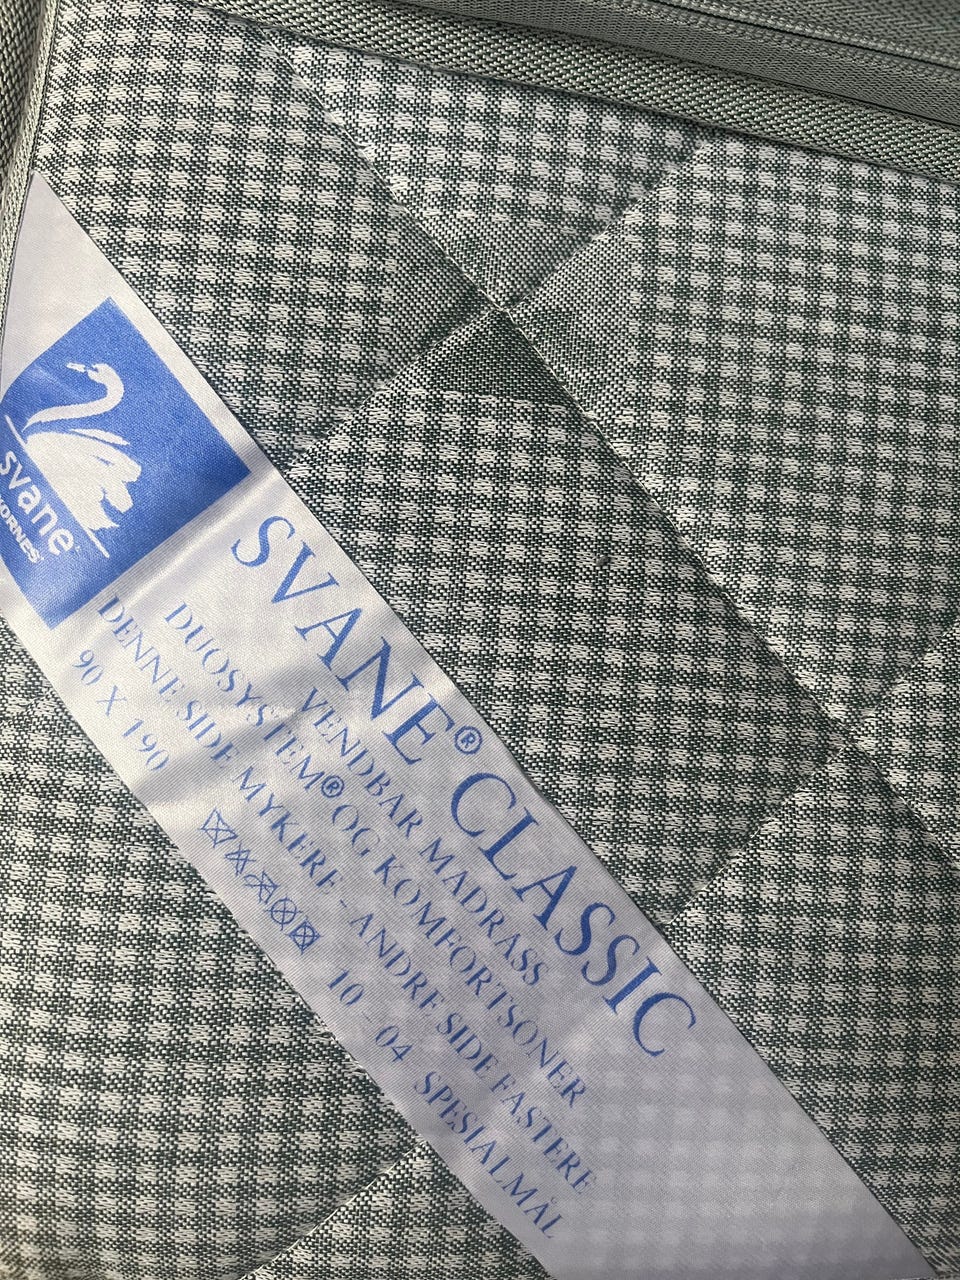 svane
EKORNES
SVANE® CLASSIC
VENDBAR MADRASS
DUOSYSTEM® OG KOMFORTSONER
DENNE SIDE MYKERE - ANDRE SIDE FASTERE
90 X 190
10 - 04 SPESIALMÅL